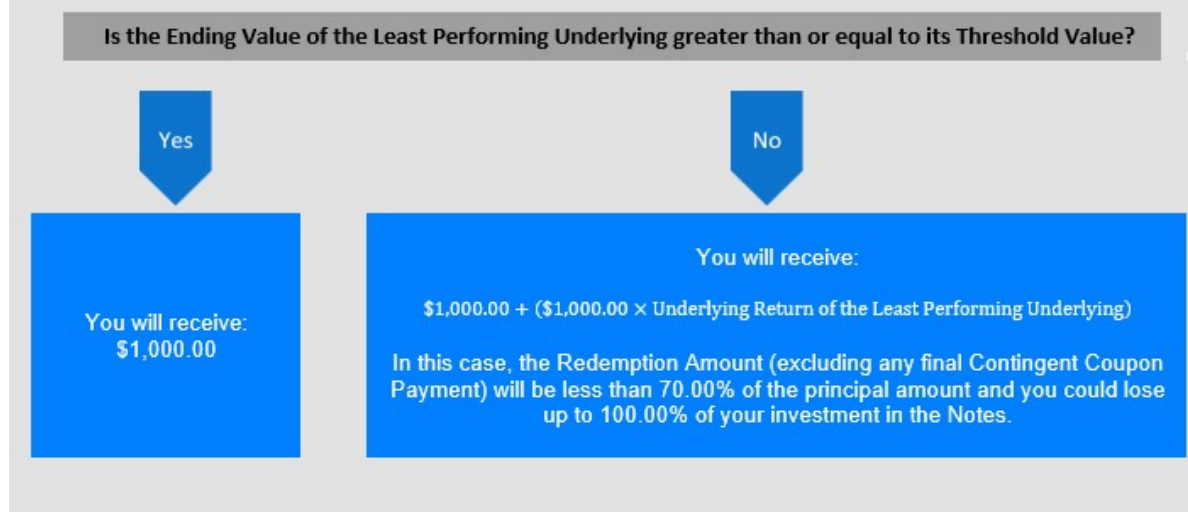 Is the Ending Value of the Least Performing Underlying greater than or equal to its Threshold Value?
Yes
No
You will receive:
$1,000.00
You will receive:
$1,000.00 + ($1,000.00 × Underlying Return of the Least Performing Underlying)
In this case, the Redemption Amount (excluding any final Contingent Coupon
Payment) will be less than 70.00% of the principal amount and you could lose
up to 100.00% of your investment in the Notes.